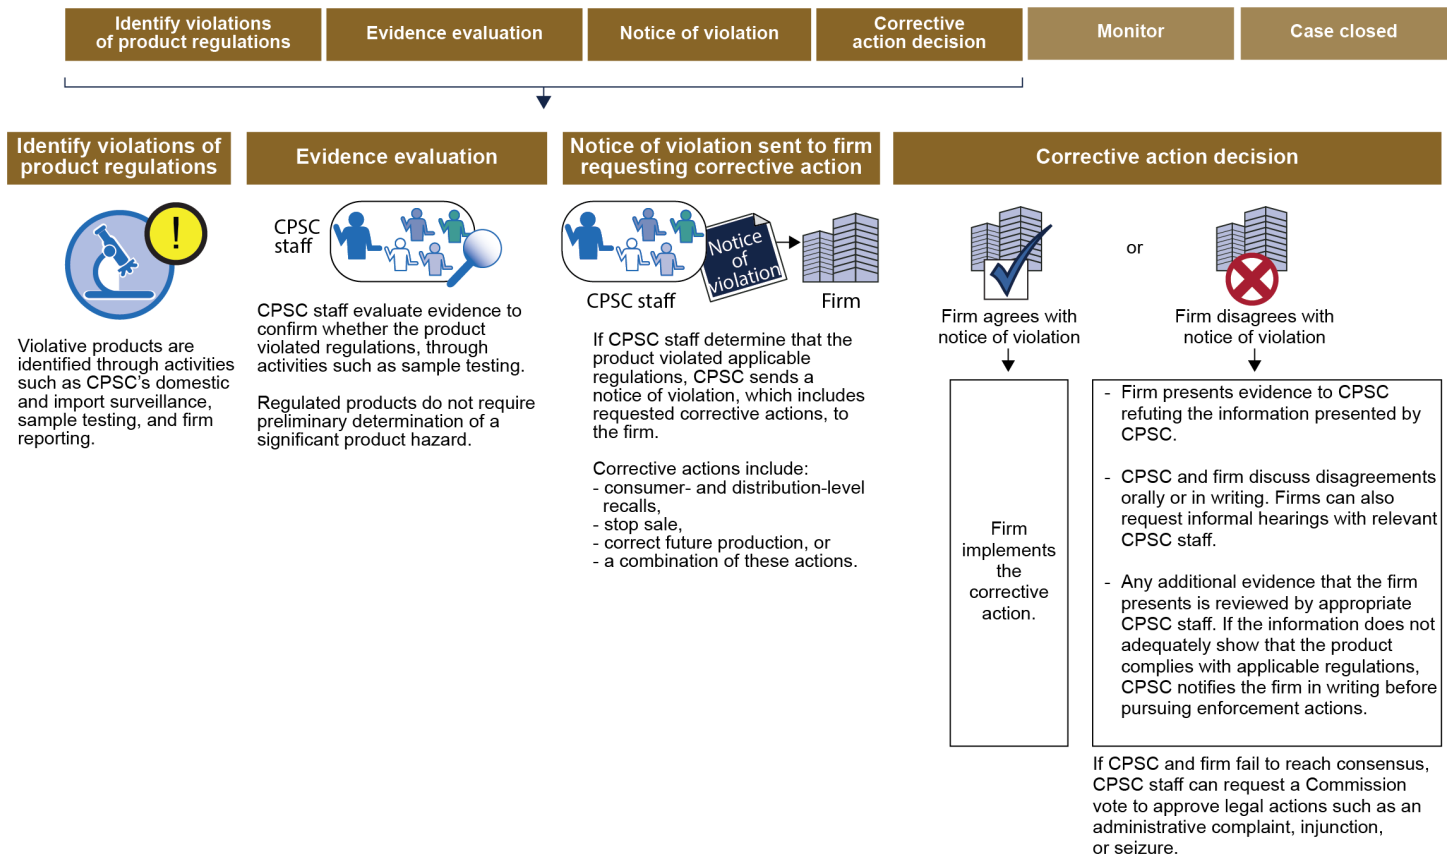 Identify violations
of product regulations
Evidence evaluation
Notice of violation
Corrective
action decision
Monitor
Case closed
Identify violations of
product regulations
!
Violative products are
identified through activities
such as CPSC's domestic
and import surveillance,
sample testing, and firm
reporting.
Evidence evaluation
CPSC
staff
CPSC staff evaluate evidence to
confirm whether the product
violated regulations, through
activities such as sample testing.
Regulated products do not require
preliminary determination of a
significant product hazard.
Notice of violation sent to firm
requesting corrective action
Notice
of
violation
CPSC staff
Firm
If CPSC staff determine that the
product violated applicable
regulations, CPSC sends a
notice of violation, which includes
requested corrective actions, to
the firm.
Corrective actions include:
- consumer- and distribution-level
recalls,
- stop sale,
- correct future production, or
- a combination of these actions.
Corrective action decision
or
Firm agrees with
notice of violation
Firm
implements
the
corrective
action.
Firm disagrees with
notice of violation
- Firm presents evidence to CPSC
refuting the information presented by
CPSC.
- CPSC and firm discuss disagreements
orally or in writing. Firms can also
request informal hearings with relevant
CPSC staff.
- Any additional evidence that the firm
presents is reviewed by appropriate
CPSC staff. If the information does not
adequately show that the product
complies with applicable regulations,
CPSC notifies the firm in writing before
pursuing enforcement actions.
If CPSC and firm fail to reach consensus,
CPSC staff can request a Commission
vote to approve legal actions such as an
administrative complaint, injunction,
or seizure.